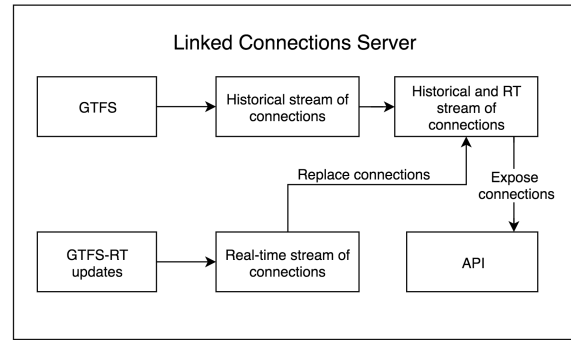 Linked Connections Server
GTFS
Historical stream of
connections
Historical and RT
stream of
connections
Replace connections
Expose
connections
GTFS-RT
updates
Real-time stream of
connections
API